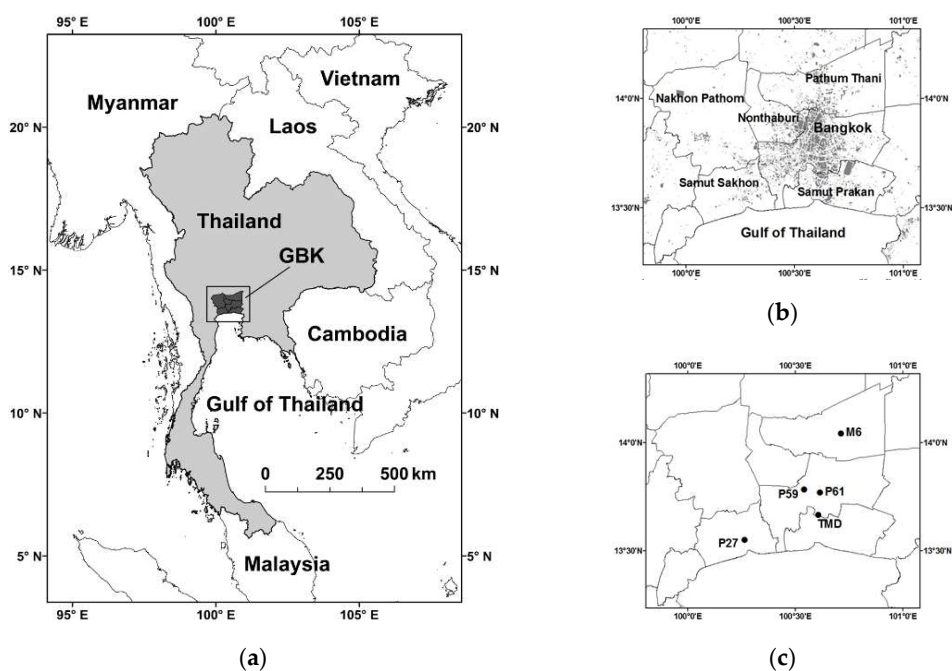 95° E
100° E
105° E
Vietnam
Myanmar
Laos
20° N
Thailand
GBK
15° N
Cambodia
Gulf of Thailand
10° N
0 250 500 km
5° N
Malaysia
95° E
100° E
105° E
(a)
100°0'E
100°30'E
101°0'E
Pathum Thani
14°0'N
14°0'N
Nakhon Pathom
Nonthaburi
Bangkok
Samut Sakhon
Samut Prakan
13°30'N
13°30'N
Gulf of Thailand
100°0'E
100°30'E
101°0'E
(b)
100°0'E
100°30'E
101°0'E
M6
14°0'N
14°0'N
P59
P61
TMD
P27
13°30'N
13°30'N
100°0'E
100°30'E
101°0'E
(c)